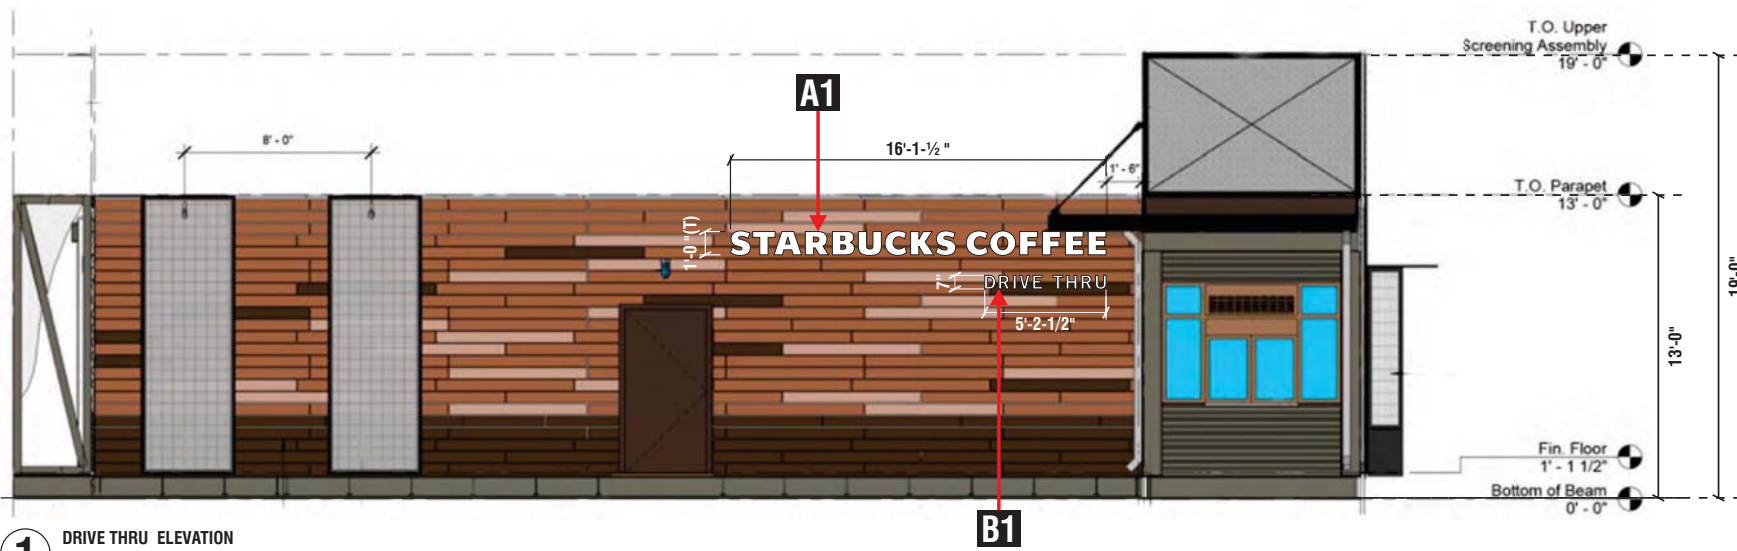 T.O. Upper
Screening Assembly
19' - 0"
A1
8' - 0"
16'-1-½ "
1' - 6"
T.O. Parapet
13' - 0"
1'-0 "(T)
STARBUCKS COFFEE
7"
DRIVE THRU
5'-2-1/2"
19'-0"
13'-0"
Fin. Floor
1' - 1 1/2"
Bottom of Beam
0' - 0"
B1
1
DRIVE THRU ELEVATION